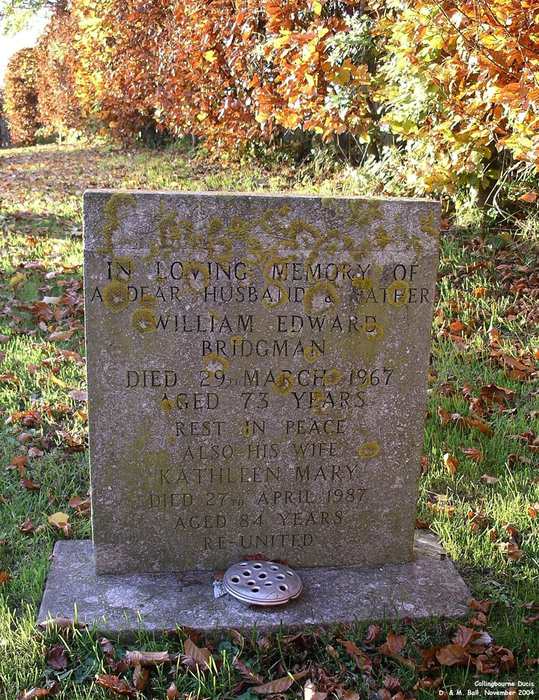 IN LOVING MEMORY OF
A DEAR HUSBAND & FATHER
WILLIAM EDWARD
BRIDGMAN
DIED 29TH MARCH 1967
AGED 73 YEARS
REST IN PEACE
ALSO HIS WIFE
KATHLEEN MARY
DIED 27TH APRIL 1987
AGED 84 YEARS
RE-UNITED
Collingbourne Ducis
D. & M. Ball, November 2004